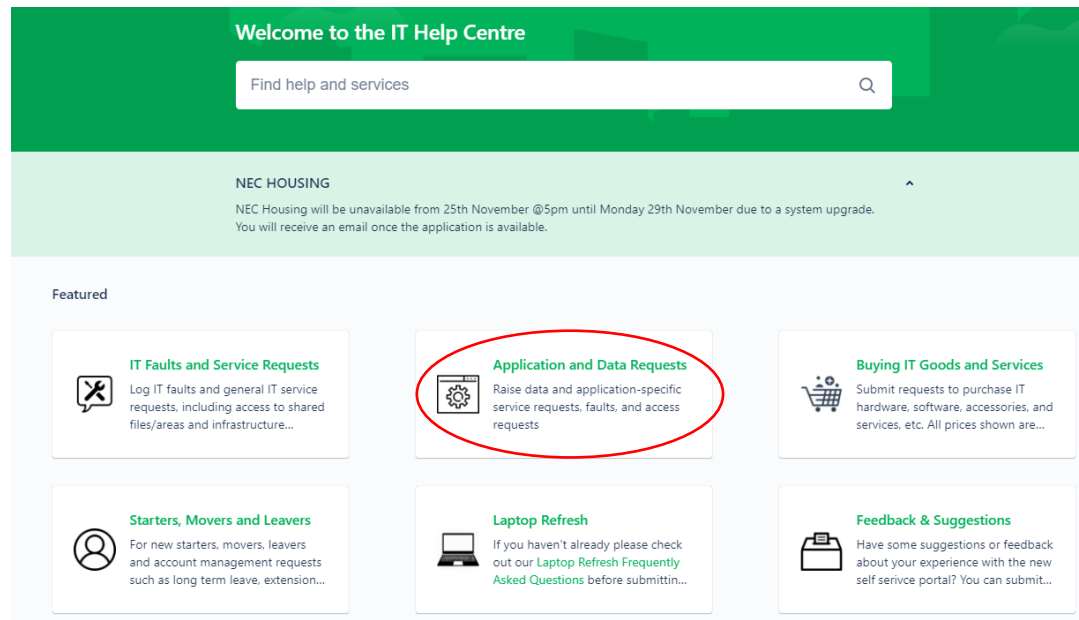 Welcome to the IT Help Centre
Find help and services
NEC HOUSING
NEC Housing will be unavailable from 25th November @5pm until Monday 29th November due to a system upgrade.
You will receive an email once the application is available.
Featured
IT Faults and Service Requests
Log IT faults and general IT service
requests, including access to shared
files/areas and infrastructure...
Application and Data Requests
Raise data and application-specific
service requests, faults, and access
requests
Buying IT Goods and Services
Submit requests to purchase IT
hardware, software, accessories, and
services, etc. All prices shown are...
Starters, Movers and Leavers
For new starters, movers, leavers
and account management requests
such as long term leave, extension...
Laptop Refresh
If you haven't already please check
out our Laptop Refresh Frequently
Asked Questions before submittin...
Feedback & Suggestions
Have some suggestions or feedback
about your experience with the new
self serivce portal? You can submit...